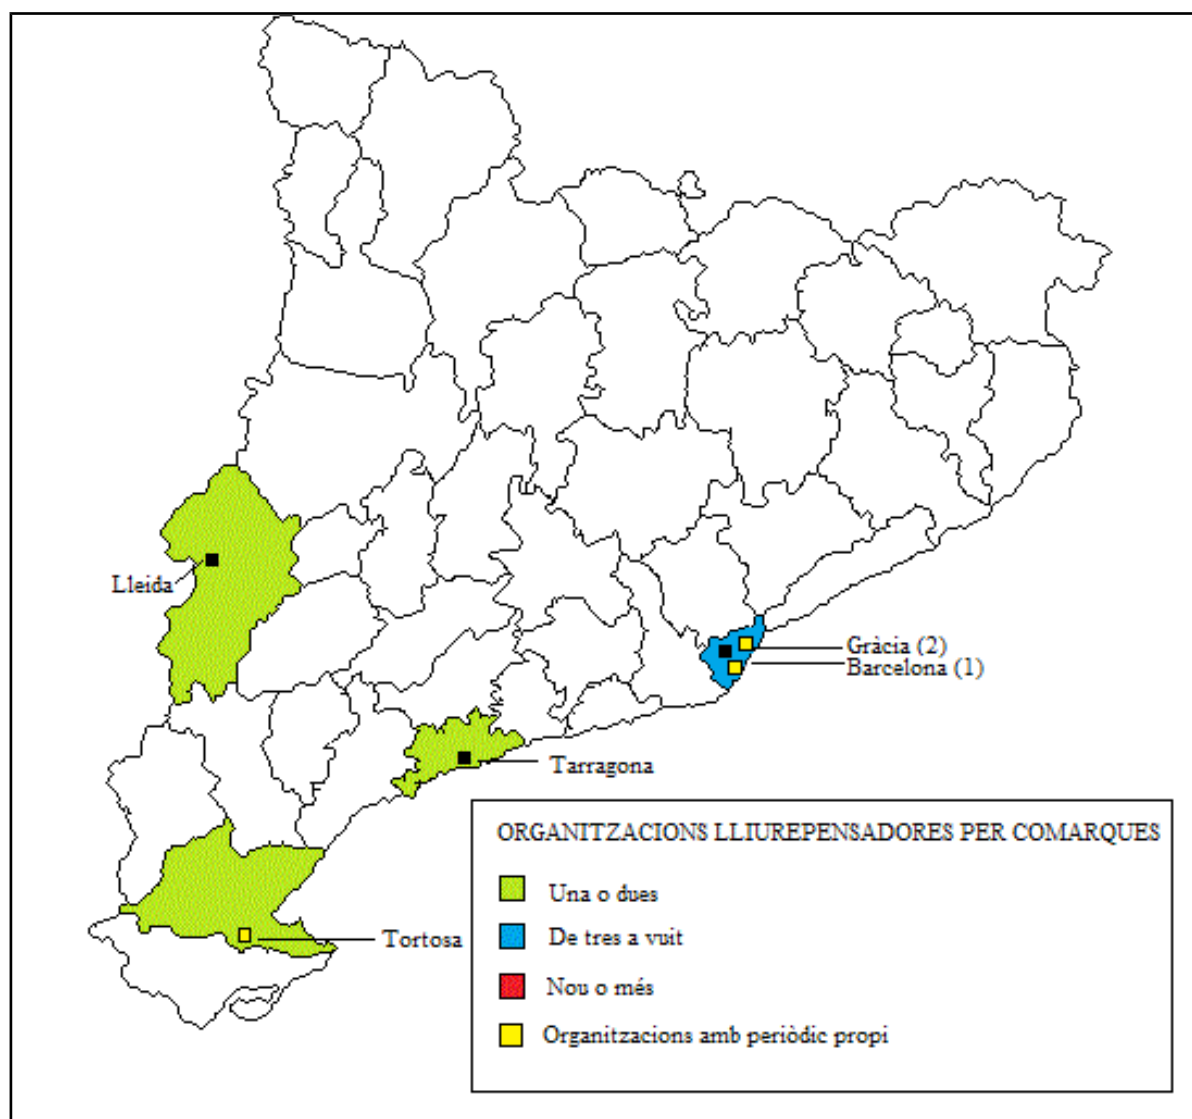 Lleida
Gràcia (2)
Barcelona (1)
Tarragona
Tortosa
ORGANITZACIONS LLIUREPENSADORES PER COMARQUES
Una o dues
De tres a vuit
Nou o més
Organitzacions amb periòdic propi